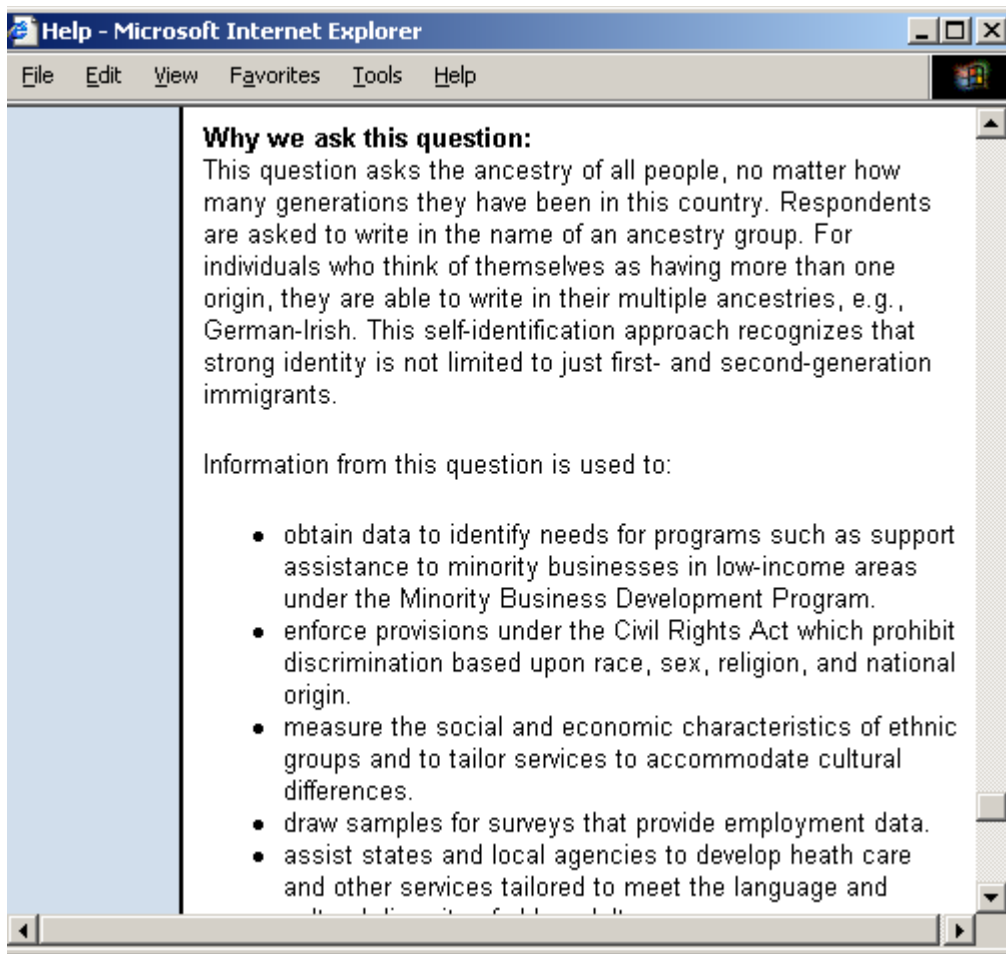 Help - Microsoft Internet Explorer
File Edit View Favorites Tools Help
Why we ask this question:
This question asks the ancestry of all people, no matter how
many generations they have been in this country. Respondents
are asked to write in the name of an ancestry group. For
individuals who think of themselves as having more than one
origin, they are able to write in their multiple ancestries, e.g.,
German-Irish. This self-identification approach recognizes that
strong identity is not limited to just first- and second-generation
immigrants.
Information from this question is used to:
• obtain data to identify needs for programs such as support
assistance to minority businesses in low-income areas
under the Minority Business Development Program.
• enforce provisions under the Civil Rights Act which prohibit
discrimination based upon race, sex, religion, and national
origin.
• measure the social and economic characteristics of ethnic
groups and to tailor services to accommodate cultural
differences.
• draw samples for surveys that provide employment data.
• assist states and local agencies to develop heath care
and other services tailored to meet the language and